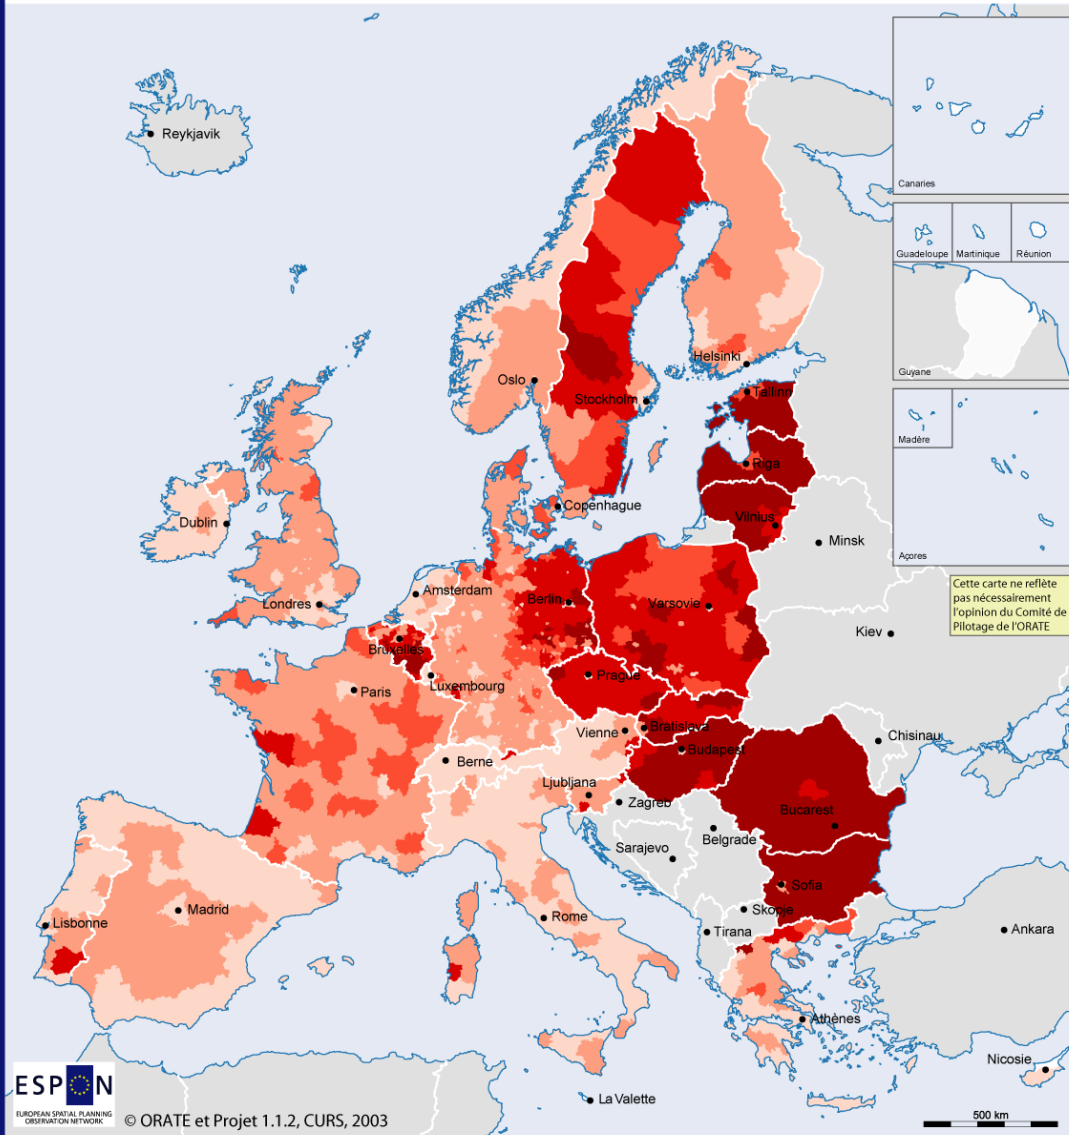 Reykjavik
Canaries
Guadeloupe
Martinique
Réunion
Guyane
Helsinki
Oslo
Tallinn
Stockholm
Madère
Riga
Copenhague
Dublin
Vilnius
Minsk
Açores
Cette carte ne reflète
pas nécessairement
l'opinion du Comité de
Pilotage de l'ORATE
Amsterdam
Londres
Berlin
Varsovie
Kiev
Bruxelles
Prague
Luxembourg
Paris
Vienne
Bratislava
Chisinau
Budapest
Berne
Ljubljana
Zagreb
Bucarest
Belgrade
Sarajevo
Sofia
Madrid
Skopje
Rome
Lisbonne
Tirana
Ankara
Athènes
Nicosie
La Valette
ESPON
EUROPEAN SPATIAL PLANNING
OBSERVATION NETWORK
© ORATE et Projet 1.1.2, CURS, 2003
500 km